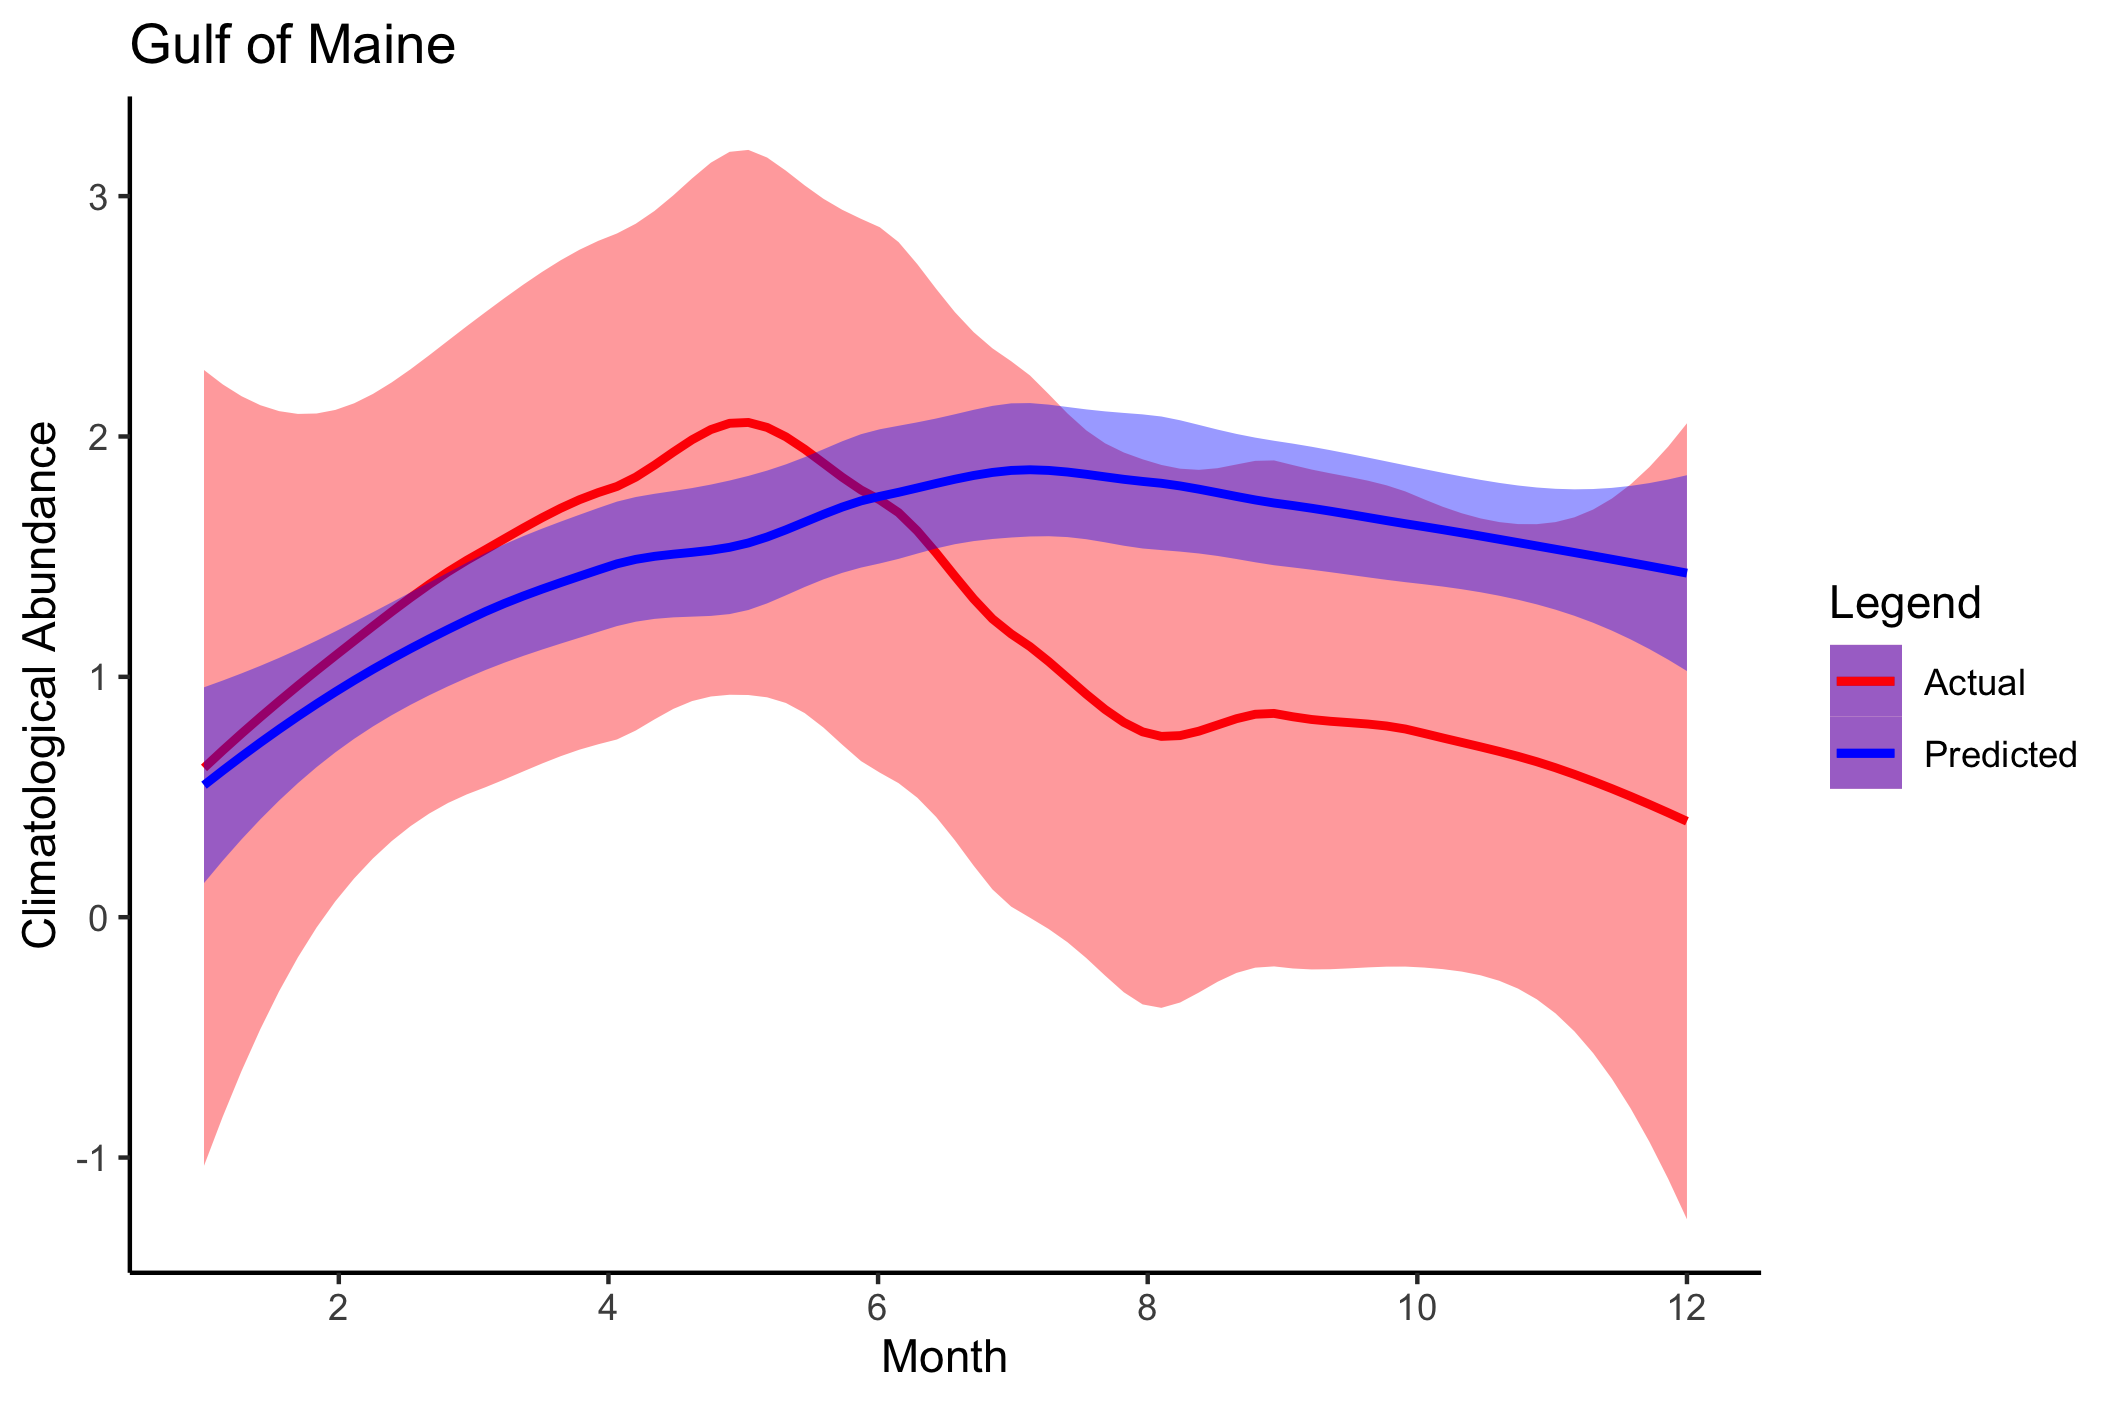 Gulf of Maine
Climatological Abundance
3
2
1
0
-1
2
4
6
8
10
12
Month
Legend
Actual
Predicted